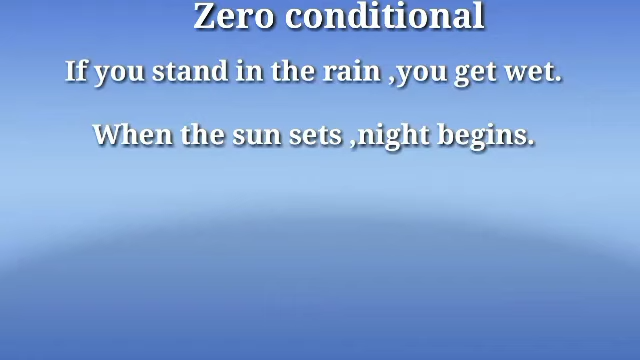 Zero conditional
If you stand in the rain ,you get wet.
When the sun sets ,night begins.